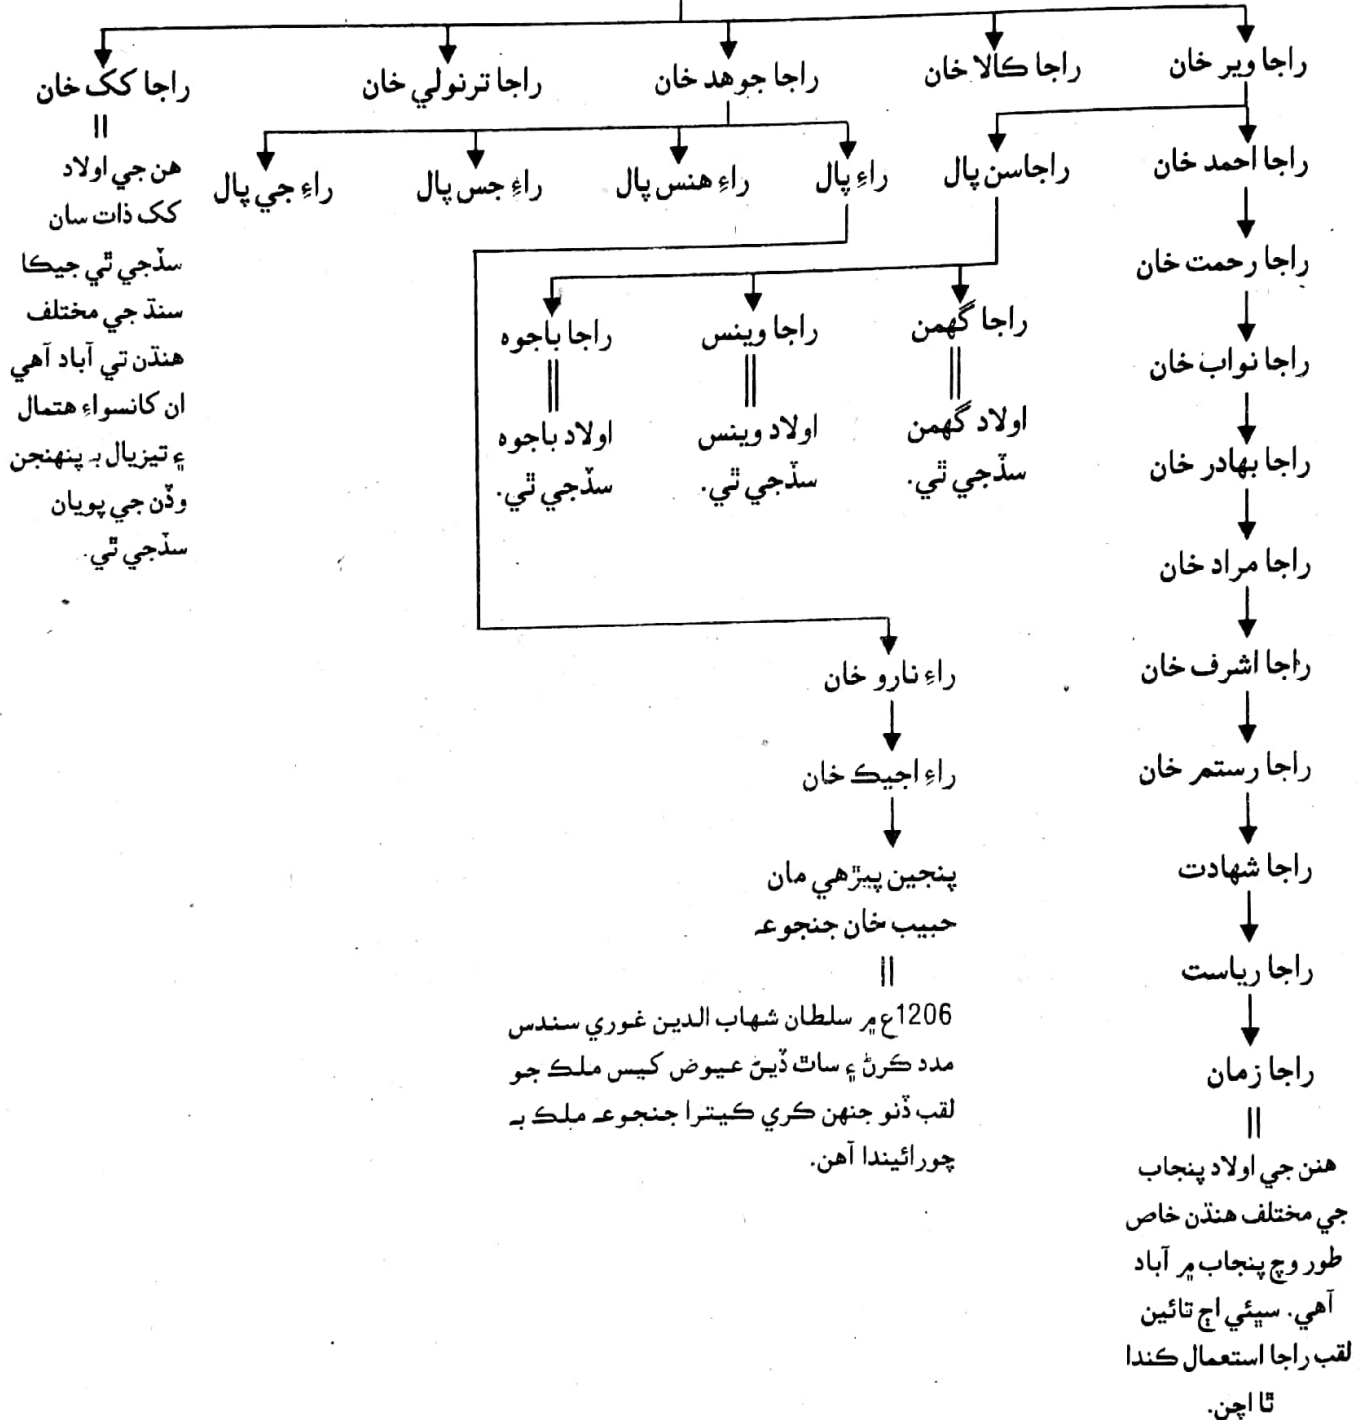 راجا وير خان
راجا ڪالا خان
راجا جوهد خان
راجا ترنولي خان
راجا ڪک خان
راجا احمد خان
راجا سن پال
راءِ پال
راءِ هنس پال
راءِ جس پال
راءِ جي پال
هن جي اولاد
ڪک ذات سان
سڏجي ٿي جيڪا
سنڌ جي مختلف
هنڌن تي آباد آهي
ان کانسواءِ هتمال
۽ تيزيال بہ پنهنجن
وڏن جي پويان
سڏجي ٿي.
راجا رحمت خان
راجا نواب خان
راجا بهادر خان
راجا مراد خان
راجا اشرف خان
راجا رستم خان
راجا شهادت
راجا رياست
راجا زمان
هنن جي اولاد پنجاب
جي مختلف هنڌن خاص
طور وچ پنجاب ۾ آباد
آهي. سڀئي اڄ تائين
لقب راجا استعمال ڪندا
ٿا اچن.
راجا گهمن
راجا وينس
راجا باجوه
اولاد گهمن
سڏجي ٿي.
اولاد وينس
سڏجي ٿي.
اولاد باجوه
سڏجي ٿي.
راءِ نارو خان
راءِ اجيڪ خان
پنجين پيڙهي مان
حبيب خان جنجوعہ
1206ع ۾ سلطان شهاب الدين غوري سندس
مدد ڪرڻ ۽ ساٿ ڏيڻ عيوض کيس ملڪ جو
لقب ڏنو جنهن ڪري ڪيترا جنجوعہ ملڪ بہ
چورائيندا آهن.